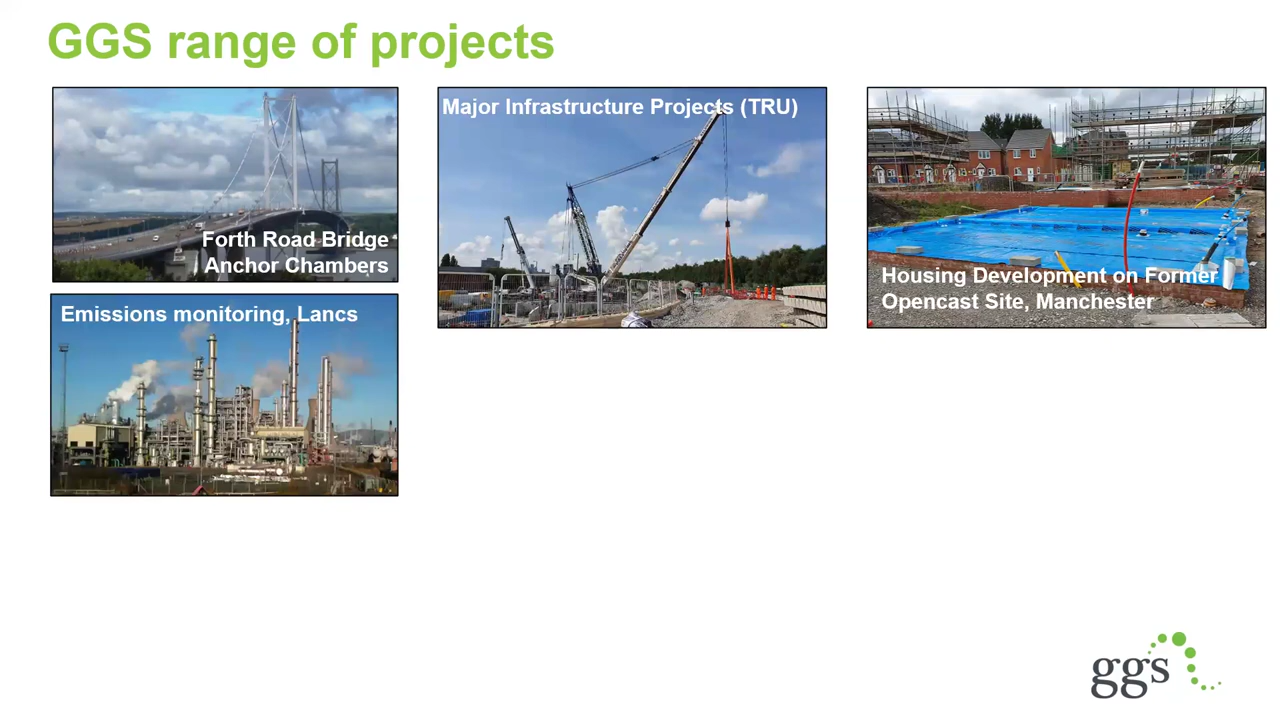 GGS range of projects
Forth Road Bridge
Anchor Chambers
Major Infrastructure Projects (TRU)
Housing Development on Former
Opencast Site, Manchester
Emissions monitoring, Lancs
ggs